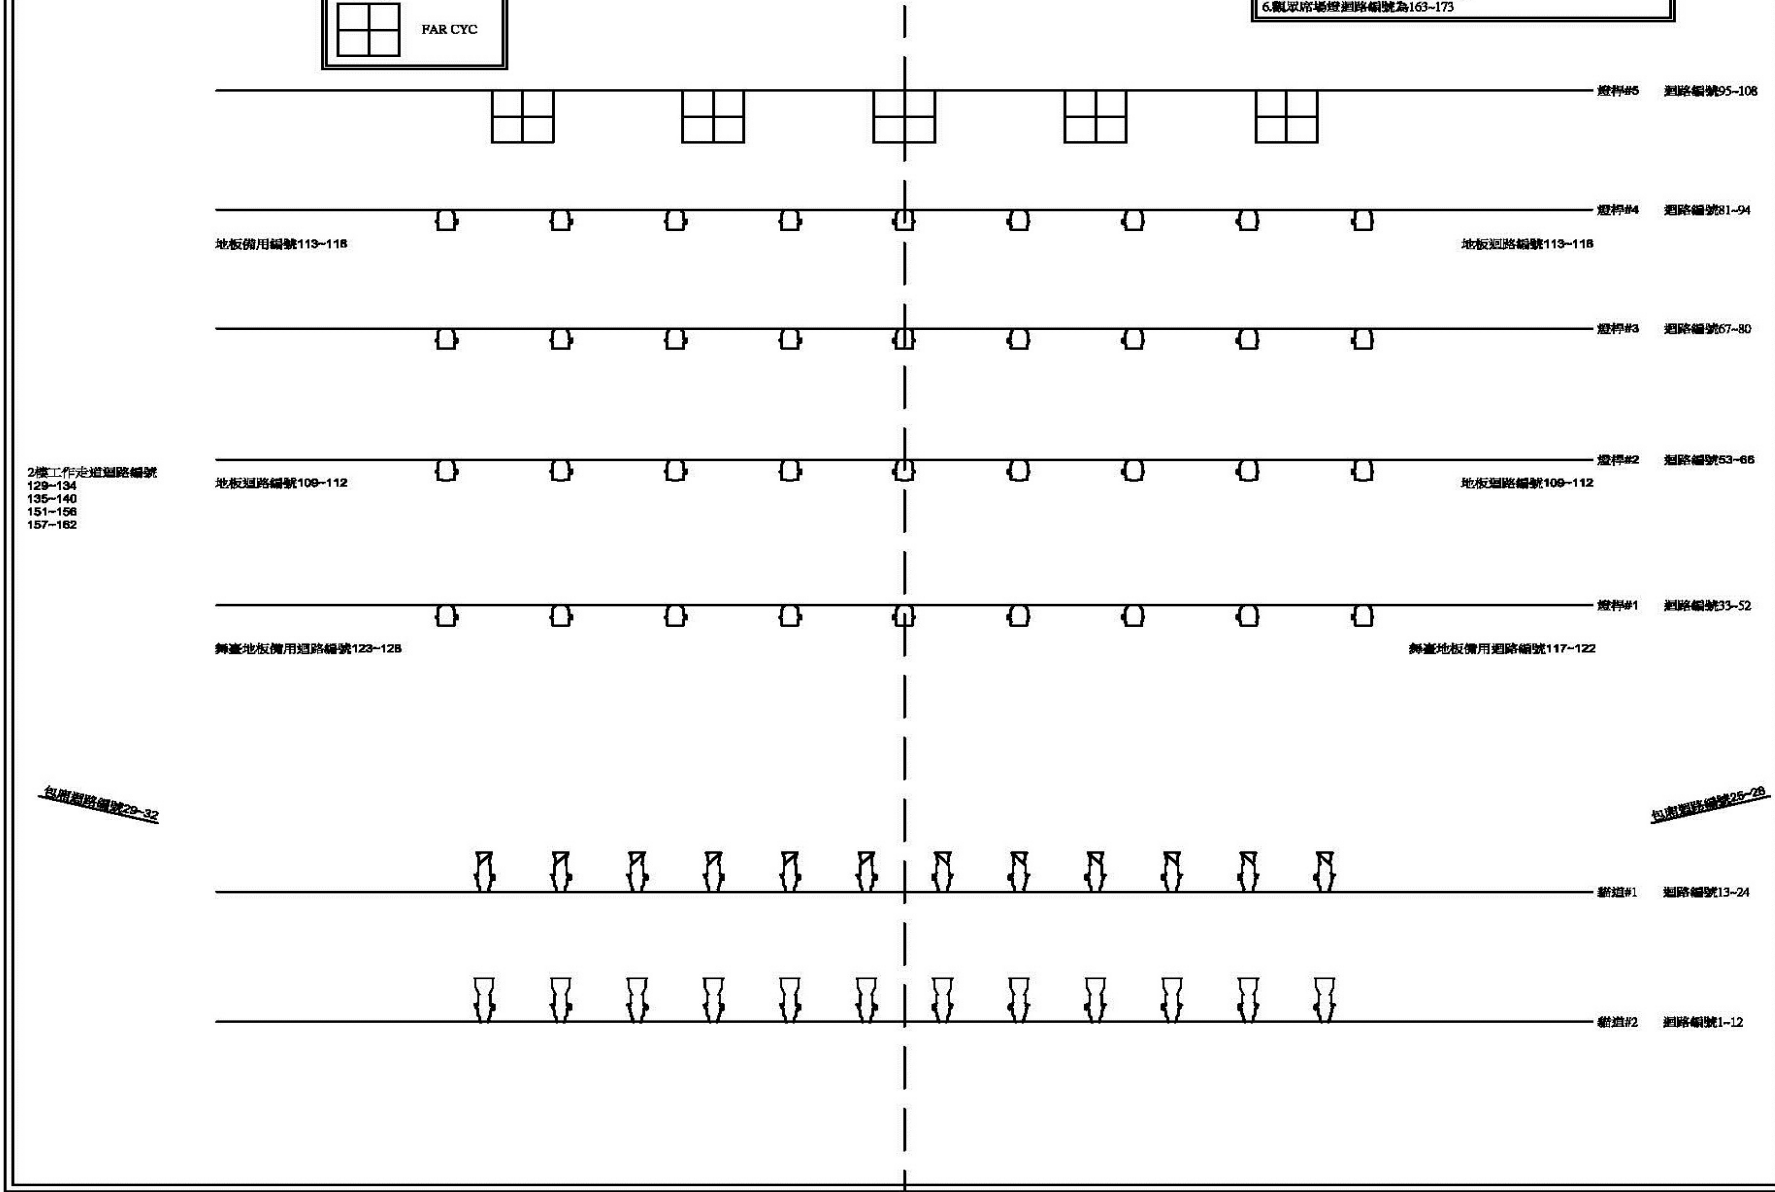 FAR CYC
6.觀眾席場燈迴路編號為163~173
燈桿#5 迴路編號95~108
燈桿#4 迴路編號81~94
地板備用編號113~116
地板迴路編號113~116
燈桿#3 迴路編號67~80
燈桿#2 迴路編號53~66
2樓工作走道迴路編號
129~134
135~140
151~156
157~162
地板迴路編號109~112
地板迴路編號109~112
燈桿#1 迴路編號33~52
舞臺地板備用迴路編號123~128
舞臺地板備用迴路編號117~122
包廂迴路編號29~32
包廂迴路編號25~28
貓道#1 迴路編號13~24
貓道#2 迴路編號1~12